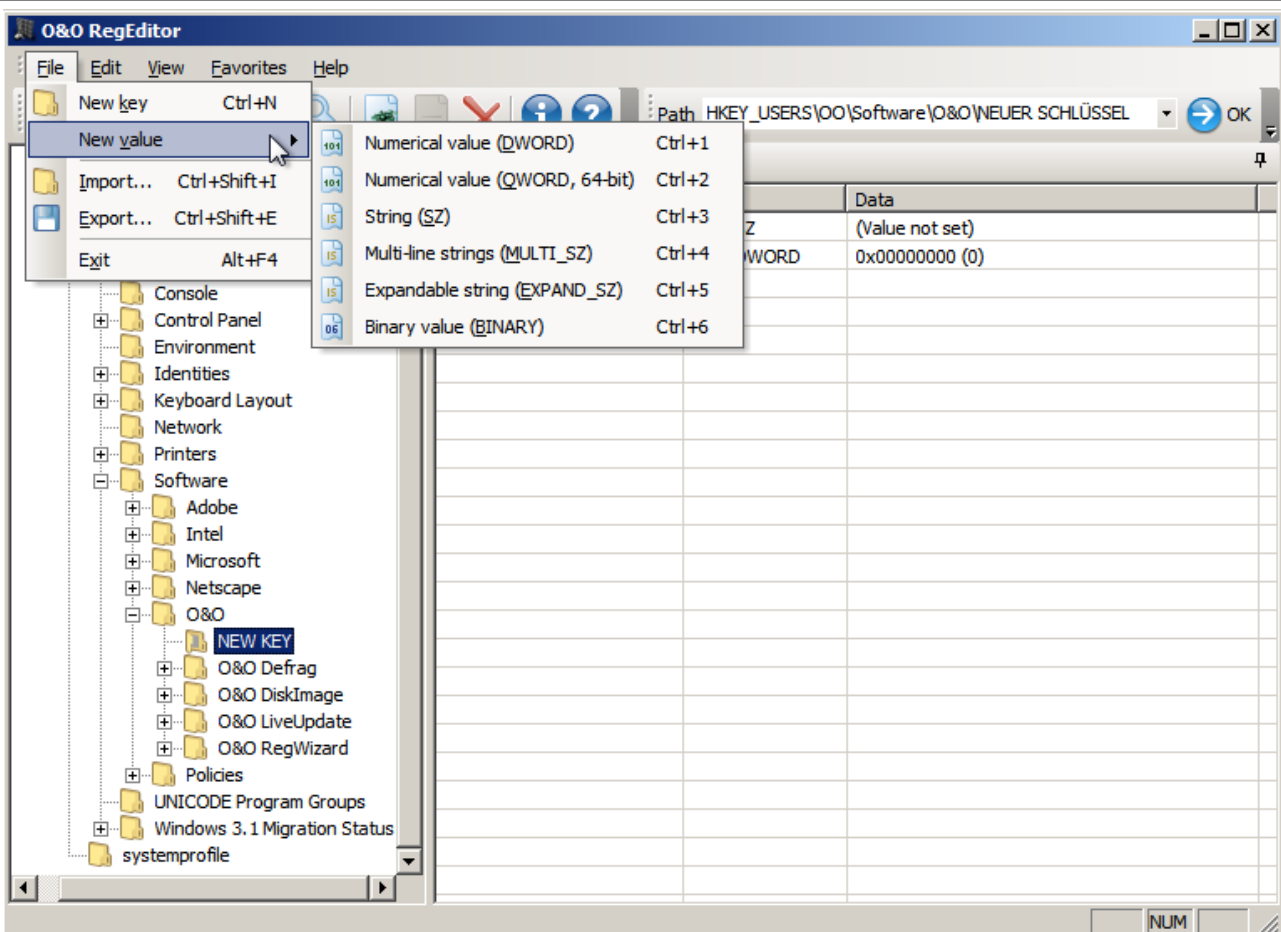 O&O RegEditor
File Edit View Favorites Help
New key Ctrl+N
New value
Import... Ctrl+Shift+I
Export... Ctrl+Shift+E
Exit Alt+F4
Path HKEY_USERS\OO\Software\O&O\NEUER SCHLÜSSEL OK
Numerical value (DWORD) Ctrl+1
Numerical value (QWORD, 64-bit) Ctrl+2
String (SZ) Ctrl+3
Multi-line strings (MULTI_SZ) Ctrl+4
Expandable string (EXPAND_SZ) Ctrl+5
Binary value (BINARY) Ctrl+6
Data
Z (Value not set)
WORD 0x00000000 (0)
Console
Control Panel
Environment
Identities
Keyboard Layout
Network
Printers
Software
Adobe
Intel
Microsoft
Netscape
O&O
NEW KEY
O&O Defrag
O&O DiskImage
O&O LiveUpdate
O&O RegWizard
Policies
UNICODE Program Groups
Windows 3.1 Migration Status
systemprofile
NUM